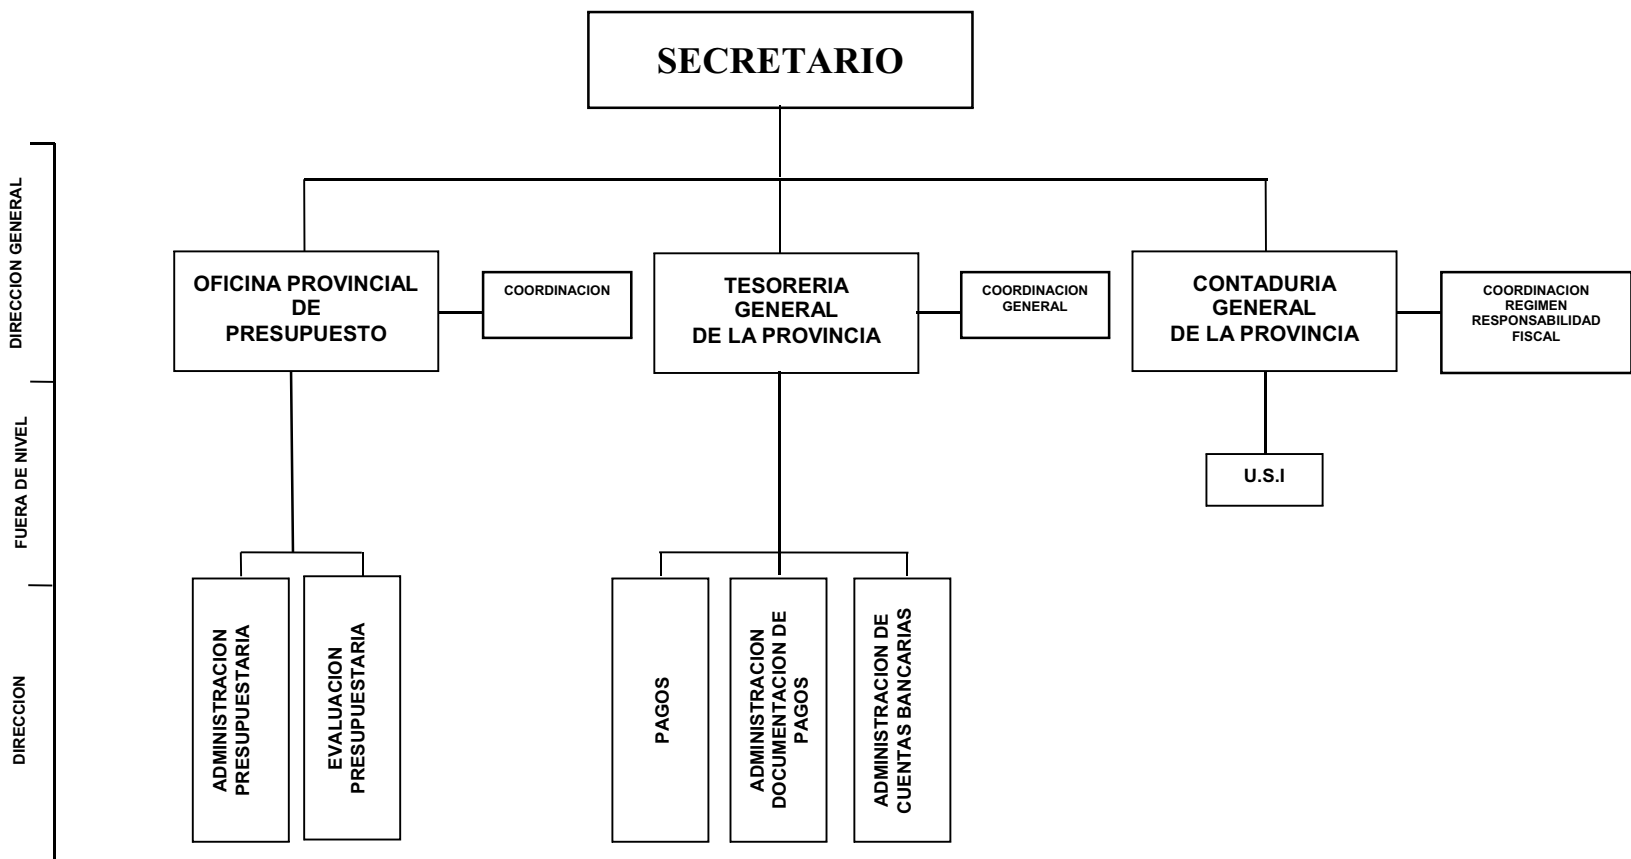 SECRETARIO
DIRECCION GENERAL
OFICINA PROVINCIAL
DE
PRESUPUESTO
COORDINACION
TESORERIA
GENERAL
DE LA PROVINCIA
COORDINACION
GENERAL
CONTADURIA
GENERAL
DE LA PROVINCIA
COORDINACION
REGIMEN
RESPONSABILIDAD
FISCAL
FUERA DE NIVEL
U.S.I
DIRECCION
ADMINISTRACION
PRESUPUESTARIA
EVALUACION
PRESUPUESTARIA
PAGOS
ADMINISTRACION
DOCUMENTACION DE
PAGOS
ADMINISTRACION DE
CUENTAS BANCARIAS